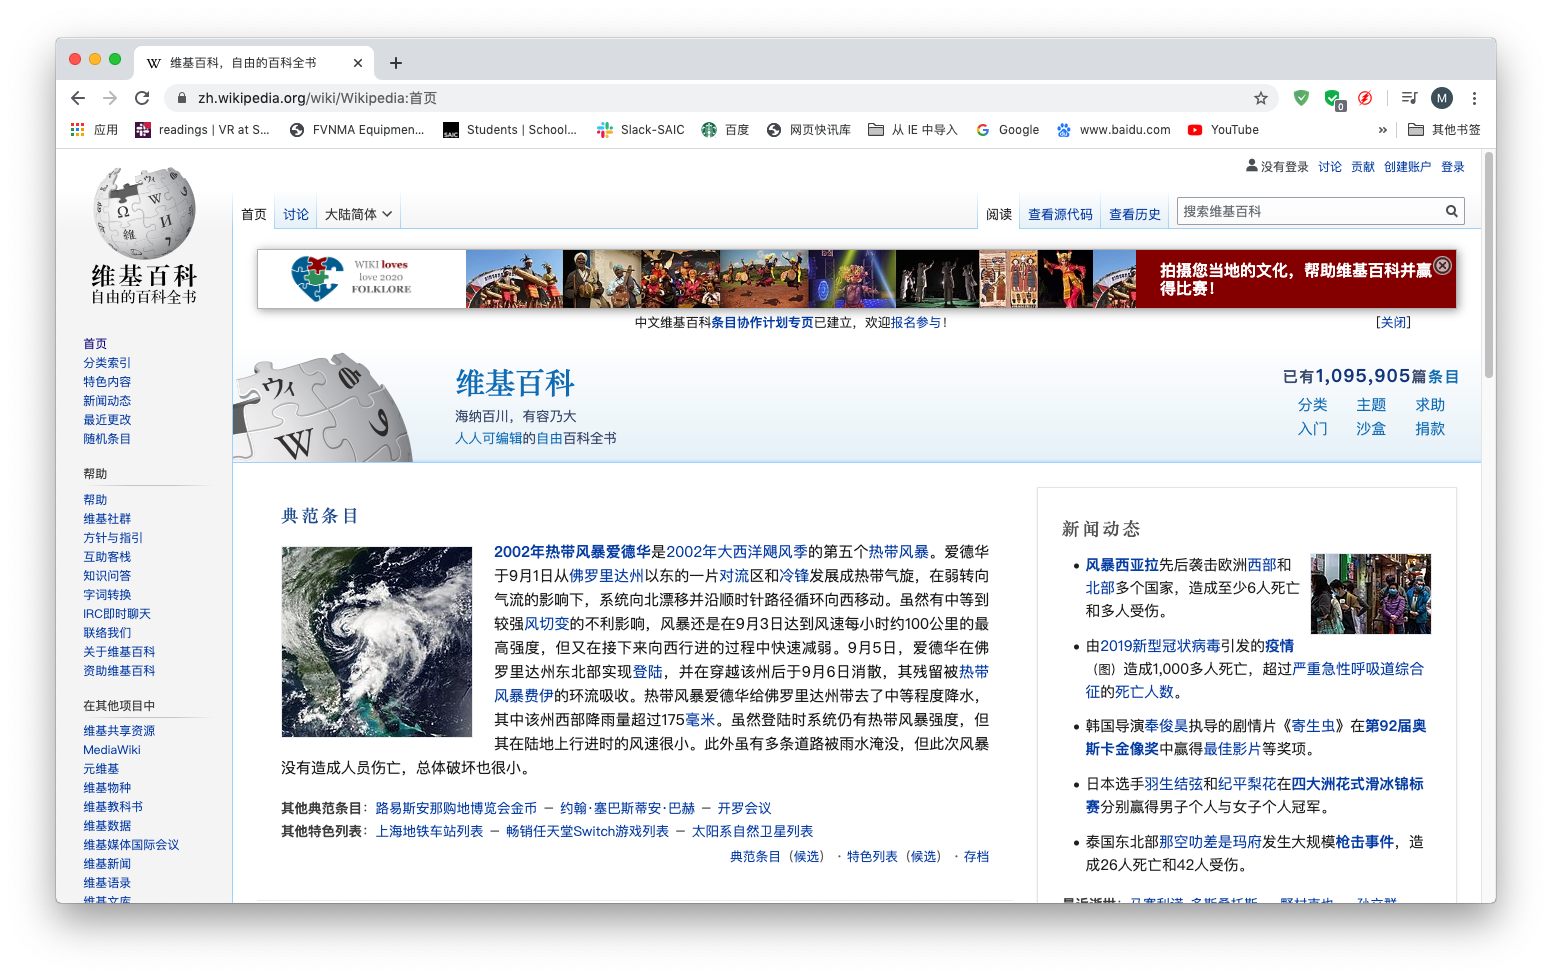 维基百科，自由的百科全书
zh.wikipedia.org/wiki/Wikipedia:首页
0
M
应用
readings | VR at S...
FVNMA Equipmen...
SAIC
Students | School...
Slack-SAIC
百度
网页快讯库
从 IE 中导入
Google
www.baidu.com
YouTube
»
其他书签
没有登录 讨论 贡献 创建账户 登录
维基百科
自由的百科全书
首页 讨论 大陆简体
阅读 查看源代码 查看历史
搜索维基百科
WIKI loves
love 2020
FOLKLORE
拍摄您当地的文化，帮助维基百科并赢
得比赛！
中文维基百科条目协作计划专页已建立，欢迎报名参与！
[关闭]
首页
分类索引
特色内容
新闻动态
最近更改
随机条目
帮助
帮助
维基社群
方针与指引
互助客栈
知识问答
字词转换
IRC即时聊天
联络我们
关于维基百科
资助维基百科
在其他项目中
维基共享资源
MediaWiki
元维基
维基物种
维基教科书
维基数据
维基媒体国际会议
维基新闻
维基语录
维基文库
维基百科
海纳百川，有容乃大
人人可编辑的自由百科全书
已有1,095,905篇条目
分类 主题 求助
入门 沙盒 捐款
典范条目
2002年热带风暴爱德华是2002年大西洋飓风季的第五个热带风暴。爱德华
于9月1日从佛罗里达州以东的一片对流区和冷锋发展成热带气旋，在弱转向
气流的影响下，系统向北漂移并沿顺时针路径循环向西移动。虽然有中等到
较强风切变的不利影响，风暴还是在9月3日达到风速每小时约100公里的最
高强度，但又在接下来向西行进的过程中快速减弱。9月5日，爱德华在佛
罗里达州东北部实现登陆，并在穿越该州后于9月6日消散，其残留被热带
风暴费伊的环流吸收。热带风暴爱德华给佛罗里达州带去了中等程度降水，
其中该州西部降雨量超过175毫米。虽然登陆时系统仍有热带风暴强度，但
其在陆地上行进时的风速很小。此外虽有多条道路被雨水淹没，但此次风暴
没有造成人员伤亡，总体破坏也很小。
其他典范条目：路易斯安那购地博览会金币 － 约翰·塞巴斯蒂安·巴赫 － 开罗会议
其他特色列表：上海地铁车站列表 － 畅销任天堂Switch游戏列表 － 太阳系自然卫星列表
典范条目（候选） · 特色列表（候选） · 存档
新闻动态
风暴西亚拉先后袭击欧洲西部和
北部多个国家，造成至少6人死亡
和多人受伤。
由2019新型冠状病毒引发的疫情
（图）造成1,000多人死亡，超过严重急性呼吸道综合
征的死亡人数。
韩国导演奉俊昊执导的剧情片《寄生虫》在第92届奥
斯卡金像奖中赢得最佳影片等奖项。
日本选手羽生结弦和纪平梨花在四大洲花式滑冰锦标
赛分别赢得男子个人与女子个人冠军。
泰国东北部那空叻差是玛府发生大规模枪击事件，造
成26人死亡和42人受伤。